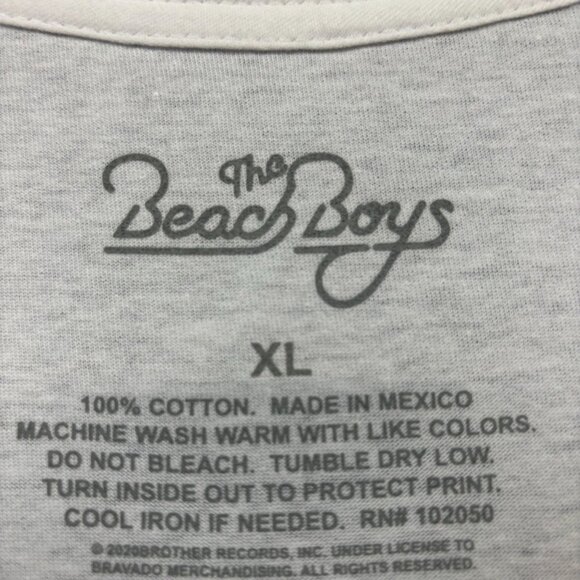 The
Beach Boys
XL
100% COTTON. MADE IN MEXICO
MACHINE WASH WARM WITH LIKE COLORS.
DO NOT BLEACH. TUMBLE DRY LOW.
TURN INSIDE OUT TO PROTECT PRINT.
COOL IRON IF NEEDED. RN# 102050
© 2020BROTHER RECORDS, INC. UNDER LICENSE TO
BRAVADO MERCHANDISING. ALL RIGHTS RESERVED.